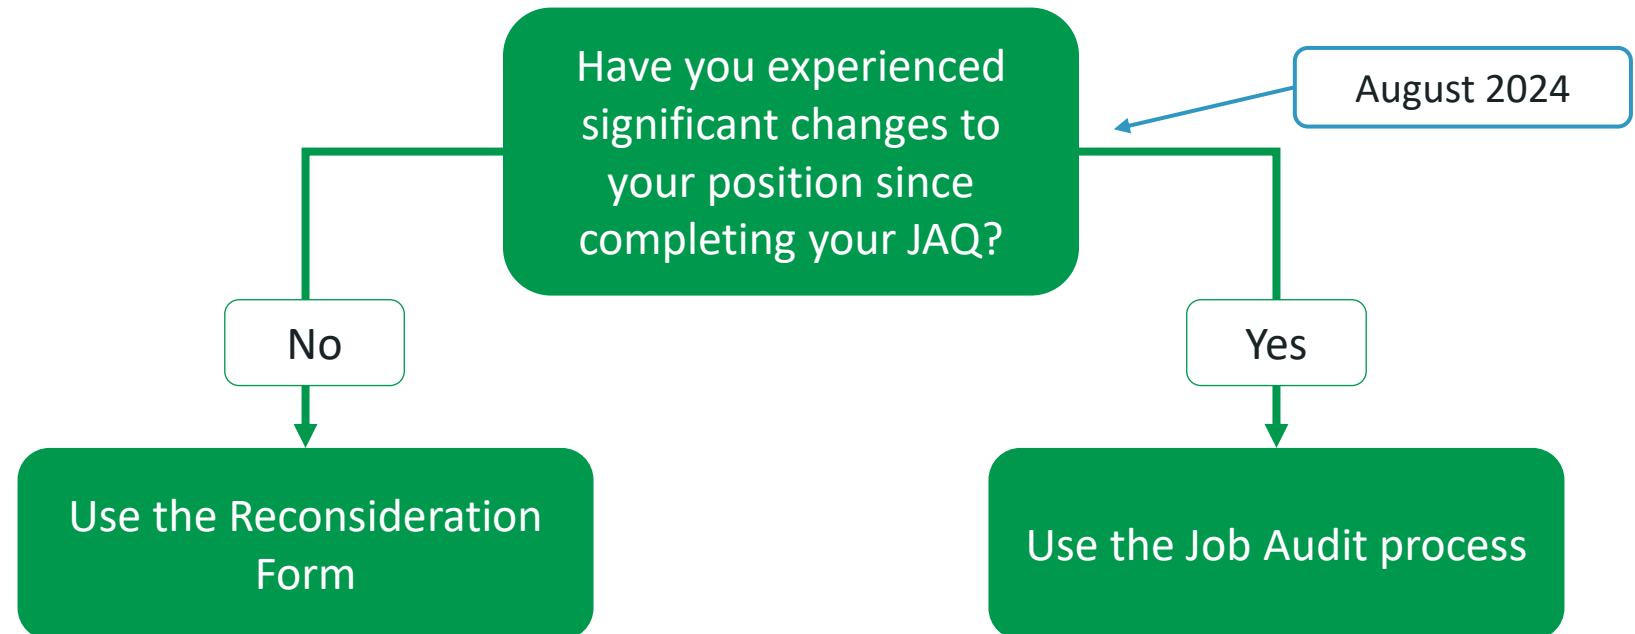 Have you experienced
significant changes to
your position since
completing your JAQ?
August 2024
No
Yes
Use the Reconsideration
Form
Use the Job Audit process